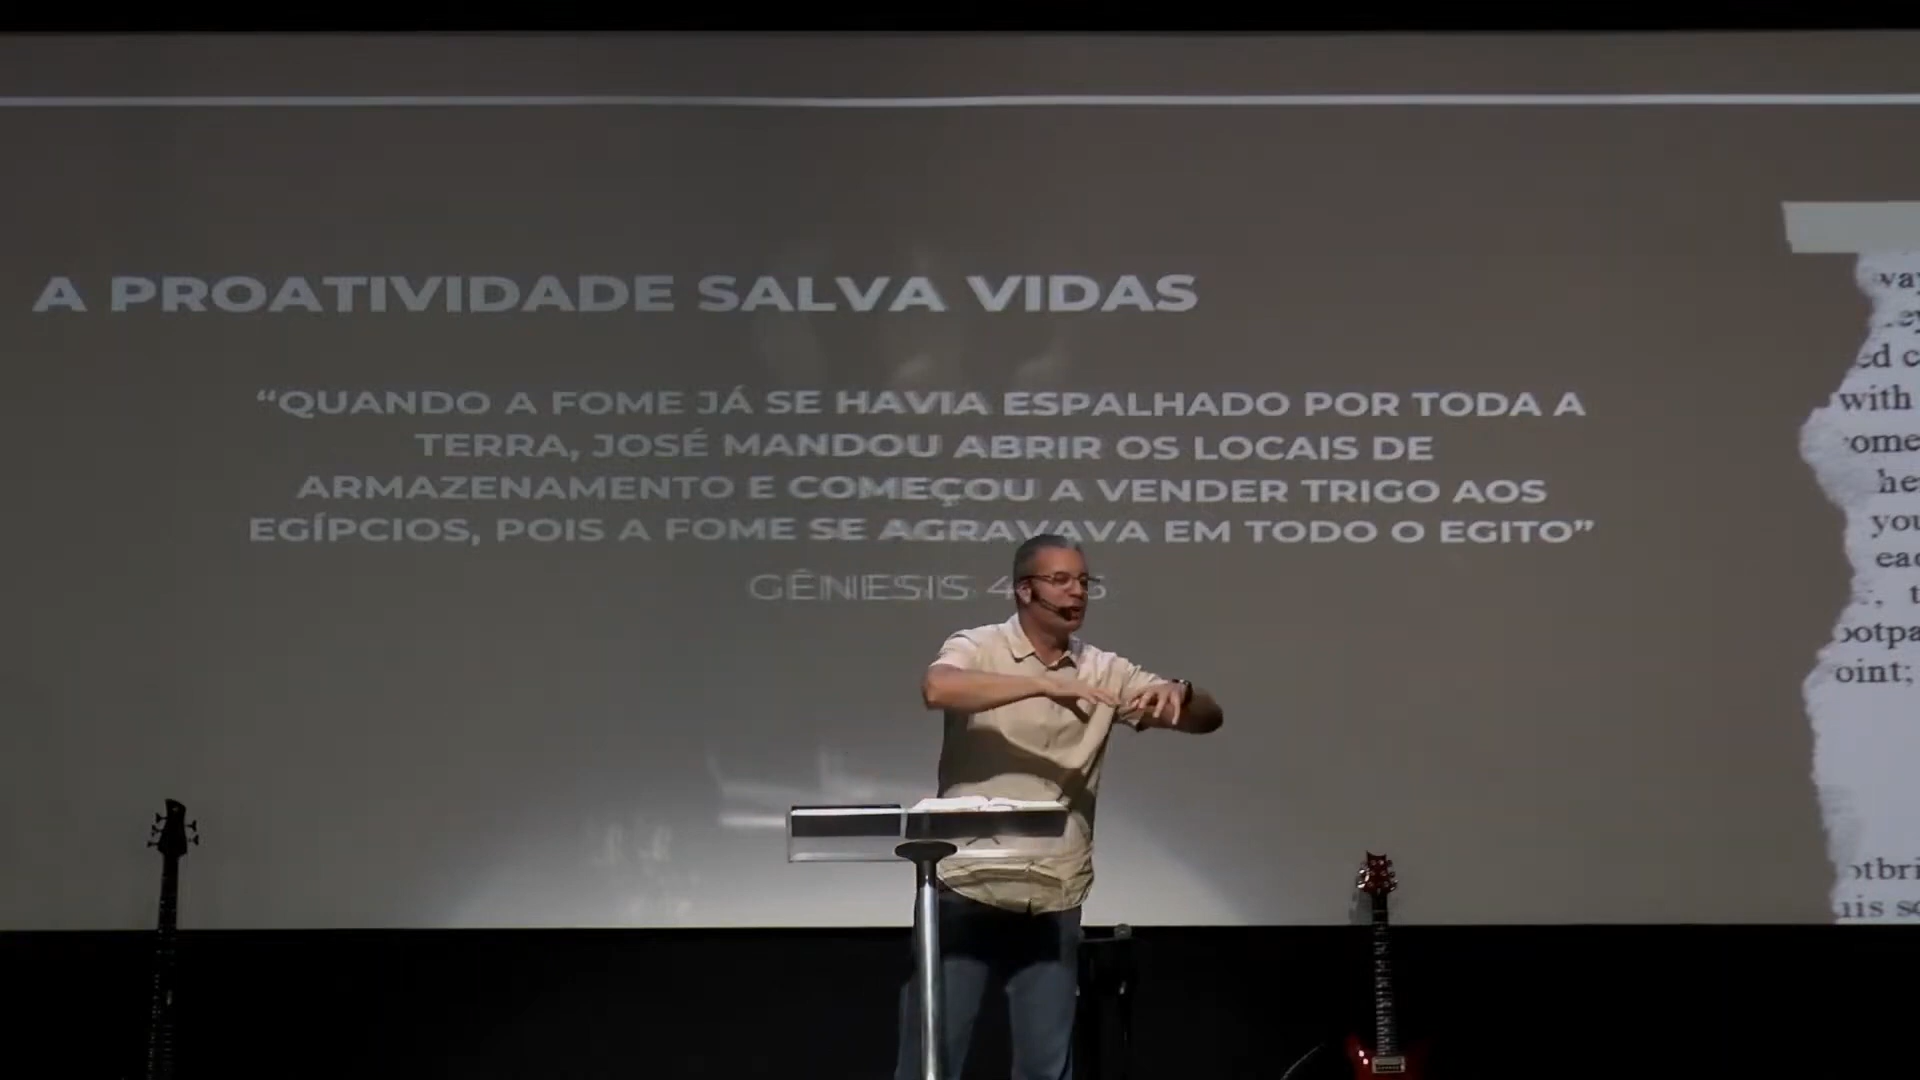 A PROATIVIDADE SALVA VIDAS
“QUANDO A FOME JÁ SE HAVIA ESPALHADO POR TODA A
TERRA, JOSÉ MANDOU ABRIR OS LOCAIS DE
ARMAZENAMENTO E COMEÇOU A VENDER TRIGO AOS
EGÍPCIOS, POIS A FOME SE AGRAVAVA EM TODO O EGITO”
GÊNESIS
with
you